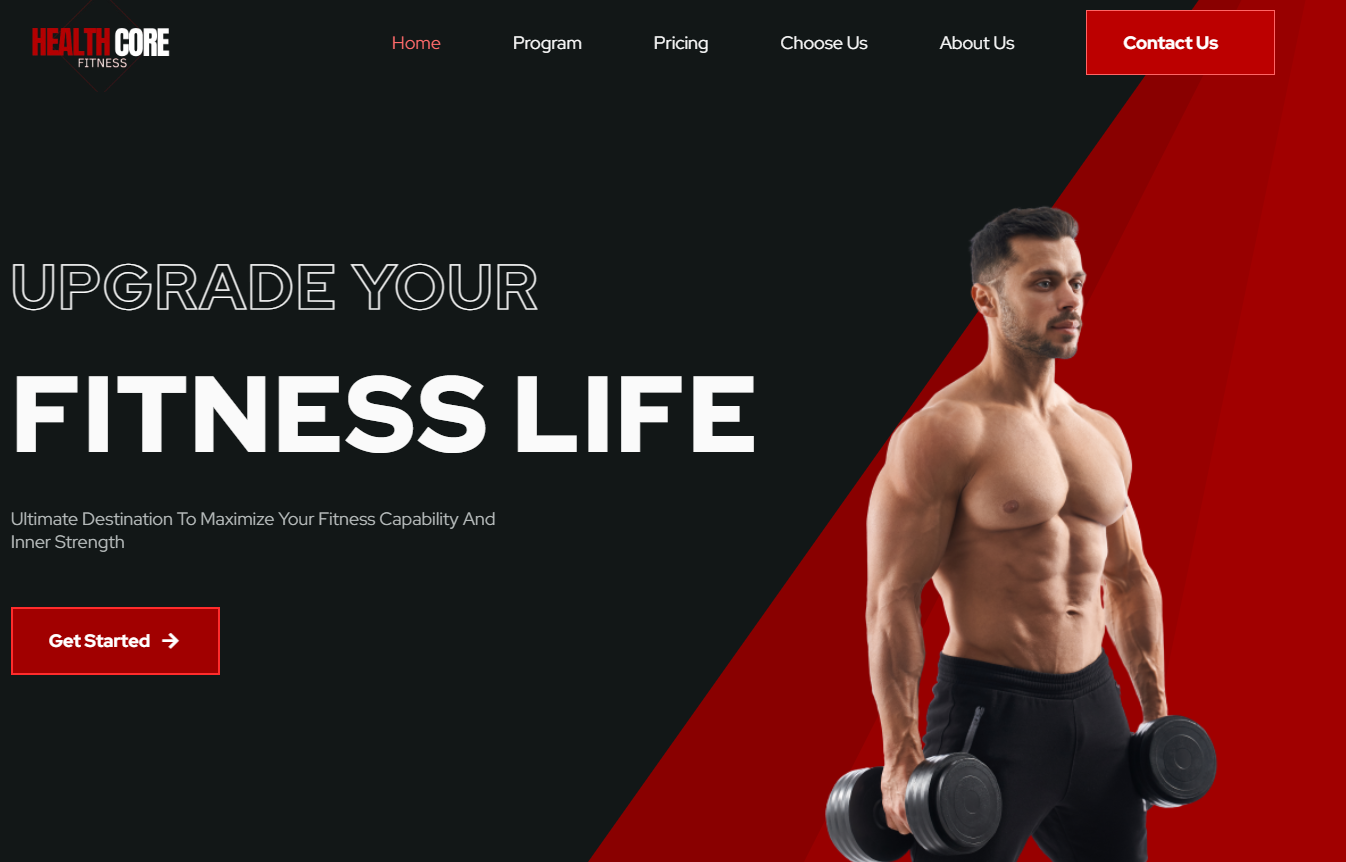 HEALTH CORE
FITNESS
Home
Program
Pricing
Choose Us
About Us
Contact Us
UPGRADE YOUR
FITNESS LIFE
Ultimate Destination To Maximize Your Fitness Capability And
Inner Strength
Get Started →